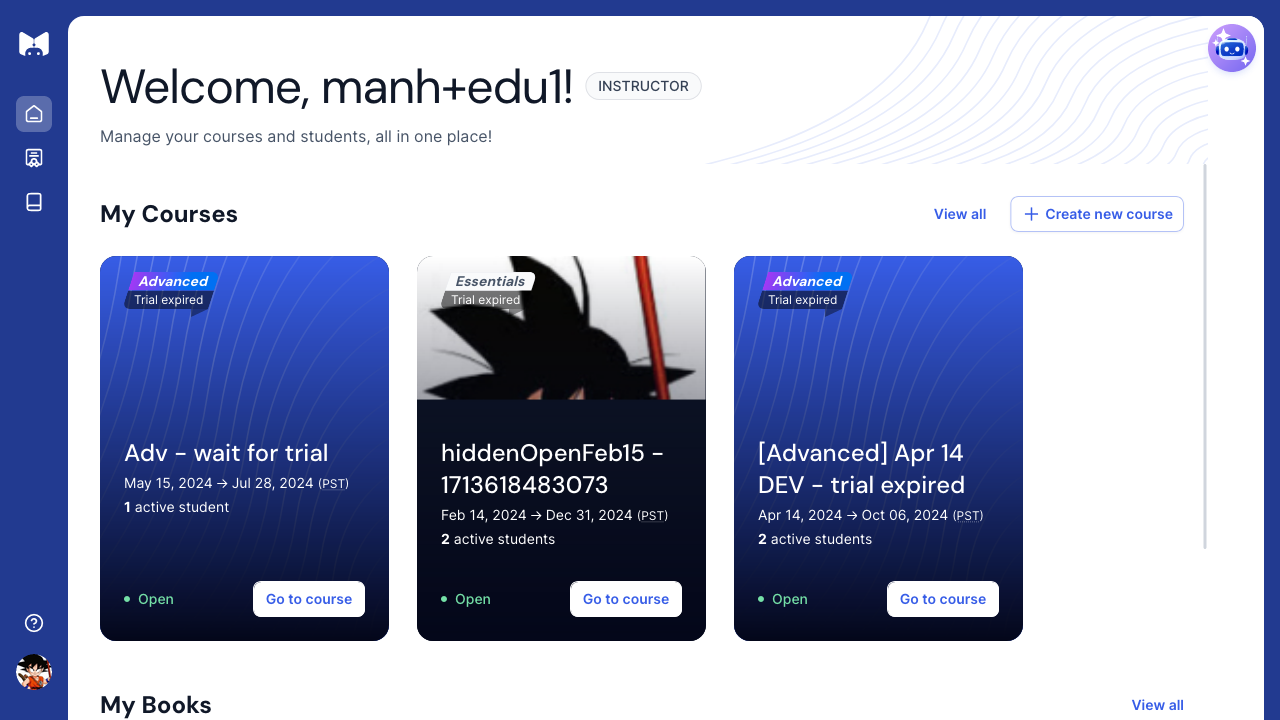 Welcome, manh+edu1!
INSTRUCTOR
Manage your courses and students, all in one place!
My Courses
View all
Create new course
Advanced
Trial expired
Adv - wait for trial
May 15, 2024 → Jul 28, 2024 (PST)
1 active student
Open
Go to course
Essentials
Trial expired
hiddenOpenFeb15 -
1713618483073
Feb 14, 2024 → Dec 31, 2024 (PST)
2 active students
Open
Go to course
Advanced
Trial expired
[Advanced] Apr 14
DEV - trial expired
Apr 14, 2024 → Oct 06, 2024 (PST)
2 active students
Open
Go to course
My Books
View all